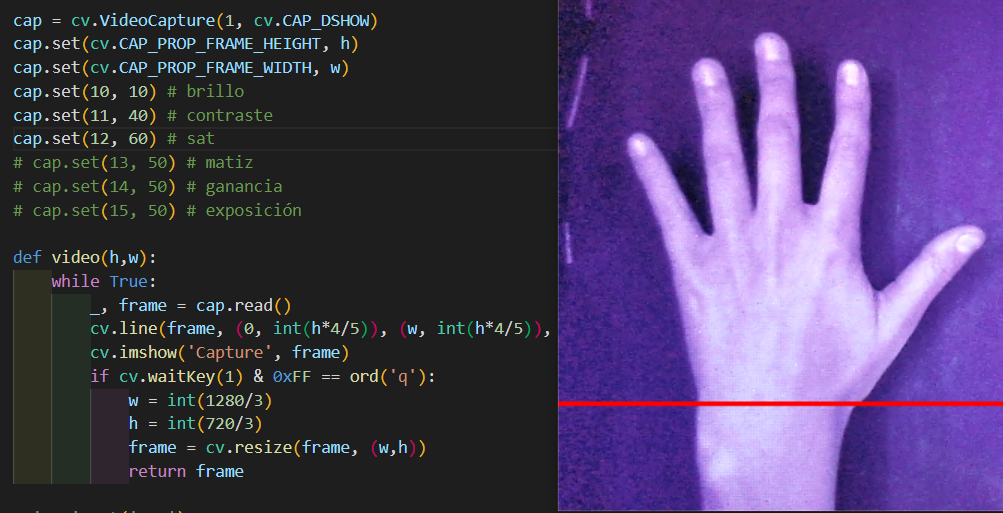 cap = cv.VideoCapture(1, cv.CAP_DSHOW)
cap.set(cv.CAP_PROP_FRAME_HEIGHT, h)
cap.set(cv.CAP_PROP_FRAME_WIDTH, w)
cap.set(10, 10) # brillo
cap.set(11, 40) # contraste
cap.set(12, 60) # sat
# cap.set(13, 50) # matiz
# cap.set(14, 50) # ganancia
# cap.set(15, 50) # exposición
def video(h,w):
    while True:
        _, frame = cap.read()
        cv.line(frame, (0, int(h*4/5)), (w, int(h*4/5)),
        cv.imshow('Capture', frame)
        if cv.waitKey(1) & 0xFF == ord('q'):
            w = int(1280/3)
            h = int(720/3)
            frame = cv.resize(frame, (w,h))
            return frame